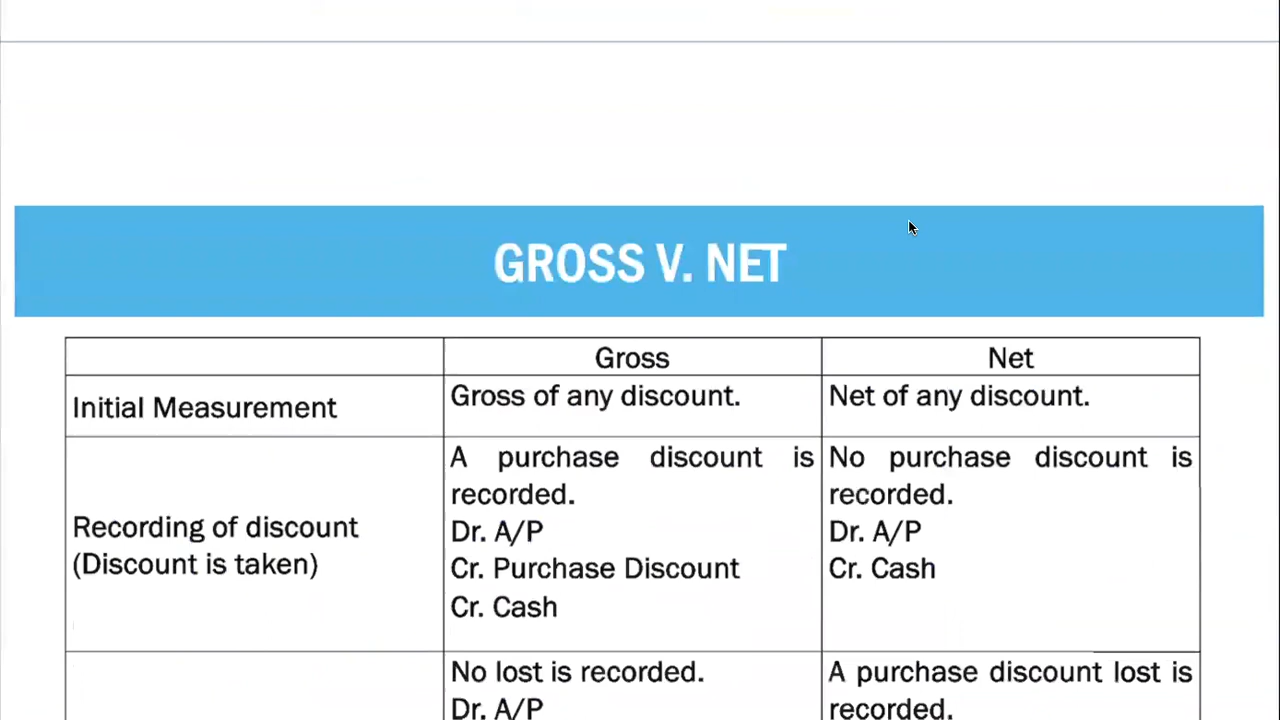 GROSS V. NET
Gross
Net
Initial Measurement
Gross of any discount.
Net of any discount.
Recording of discount
(Discount is taken)
A purchase discount is
recorded.
Dr. A/P
Cr. Purchase Discount
Cr. Cash
No purchase discount is
recorded.
Dr. A/P
Cr. Cash
No lost is recorded.
Dr. A/P
A purchase discount lost is
recorded.